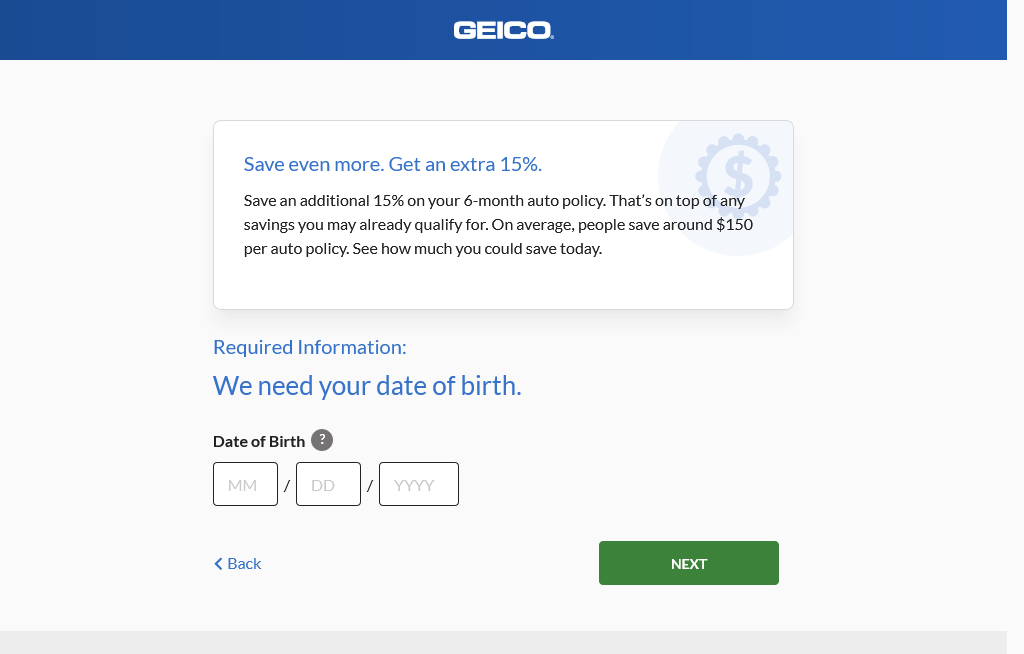 GEICO
Save even more. Get an extra 15%.
Save an additional 15% on your 6-month auto policy. That's on top of any
savings you may already qualify for. On average, people save around $150
per auto policy. See how much you could save today.
Required Information:
We need your date of birth.
Date of Birth ?
MM / DD / YYYY
Back
NEXT